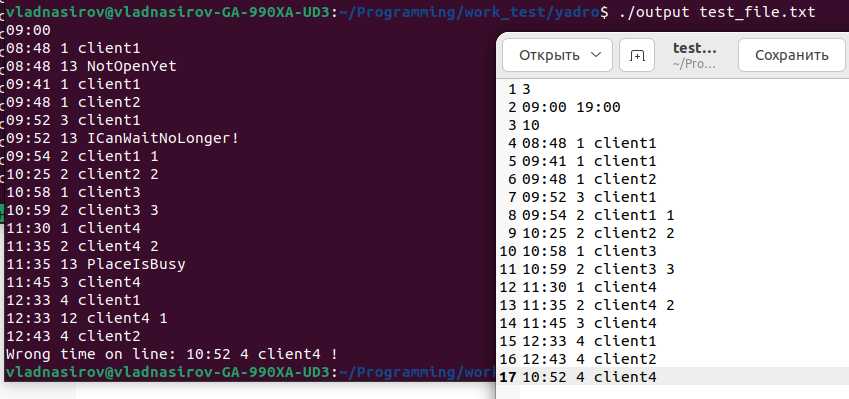 vladnasirov@vladnasirov-GA-990XA-UD3:~/Programming/work_test/yadro$ ./output test_file.txt
09:00
08:48 1 client1
08:48 13 NotOpenYet
09:41 1 client1
09:48 1 client2
09:52 3 client1
09:52 13 ICanWaitNoLonger!
09:54 2 client1 1
10:25 2 client2 2
10:58 1 client3
10:59 2 client3 3
11:30 1 client4
11:35 2 client4 2
11:35 13 PlaceIsBusy
11:45 3 client4
12:33 4 client1
12:33 12 client4 1
12:43 4 client2
Wrong time on line: 10:52 4 client4 !
vladnasirov@vladnasirov-GA-990XA-UD3:~/Programming/work
Открыть
test...
~/Pro...
Сохранить
1 3
2 09:00 19:00
3 10
4 08:48 1 client1
5 09:41 1 client1
6 09:48 1 client2
7 09:52 3 client1
8 09:54 2 client1 1
9 10:25 2 client2 2
10 10:58 1 client3
11 10:59 2 client3 3
12 11:30 1 client4
13 11:35 2 client4 2
14 11:45 3 client4
15 12:33 4 client1
16 12:43 4 client2
17 10:52 4 client4